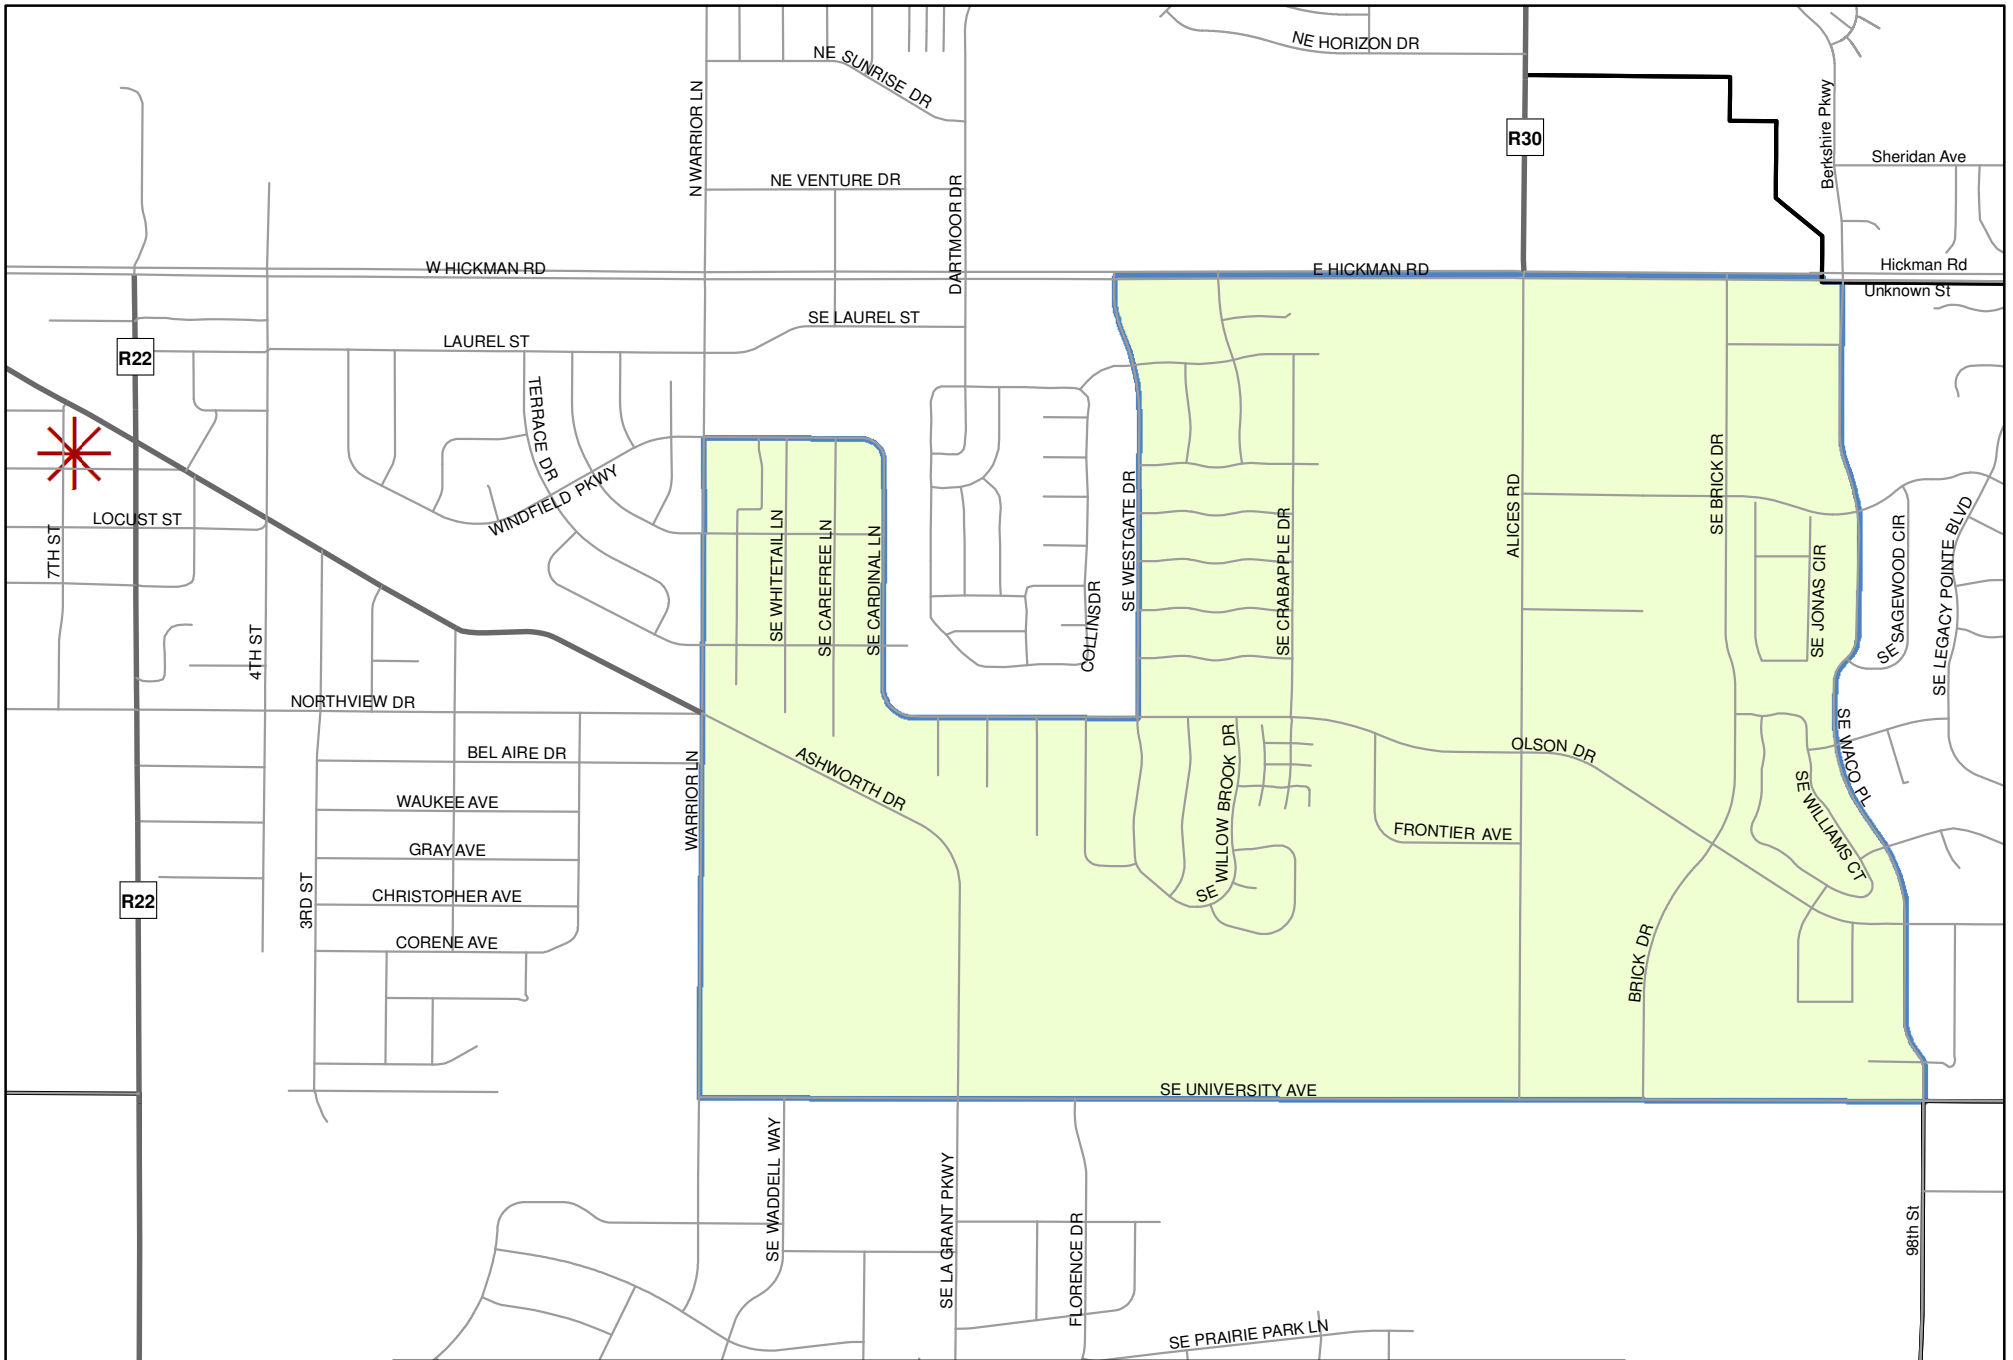 NE HORIZON DR
NE SUNRISE DR
N WARRIOR LN
Berkshire Pkwy
R30
Sheridan Ave
NE VENTURE DR
DARTMOOR DR
W HICKMAN RD
E HICKMAN RD
Hickman Rd
Unknown St
SE LAUREL ST
LAUREL ST
R22
TERRACE DR
WINDFIELD PKWY
LOCUST ST
7TH ST
4TH ST
SE WHITETAIL LN
SE CAREFREE LN
SE CARDINAL LN
COLLINSDR
SE WESTGATE DR
SE CRABAPPLE DR
ALICES RD
SE BRICK DR
SE JONAS CIR
SE SAGEWOOD CIR
SE LEGACY POINTE BLVD
NORTHVIEW DR
BEL AIRE DR
WARRIOR LN
ASHWORTH DR
SE WILLOW BROOK DR
OLSON DR
SE WACO PL
SE WILLIAMS CT
WAUKEE AVE
FRONTIER AVE
GRAY AVE
R22
3RD ST
CHRISTOPHER AVE
CORENE AVE
BRICK DR
SE UNIVERSITY AVE
SE WADDELL WAY
SE LA GRANT PKWY
FLORENCE DR
98th St
SE PRAIRIE PARK LN